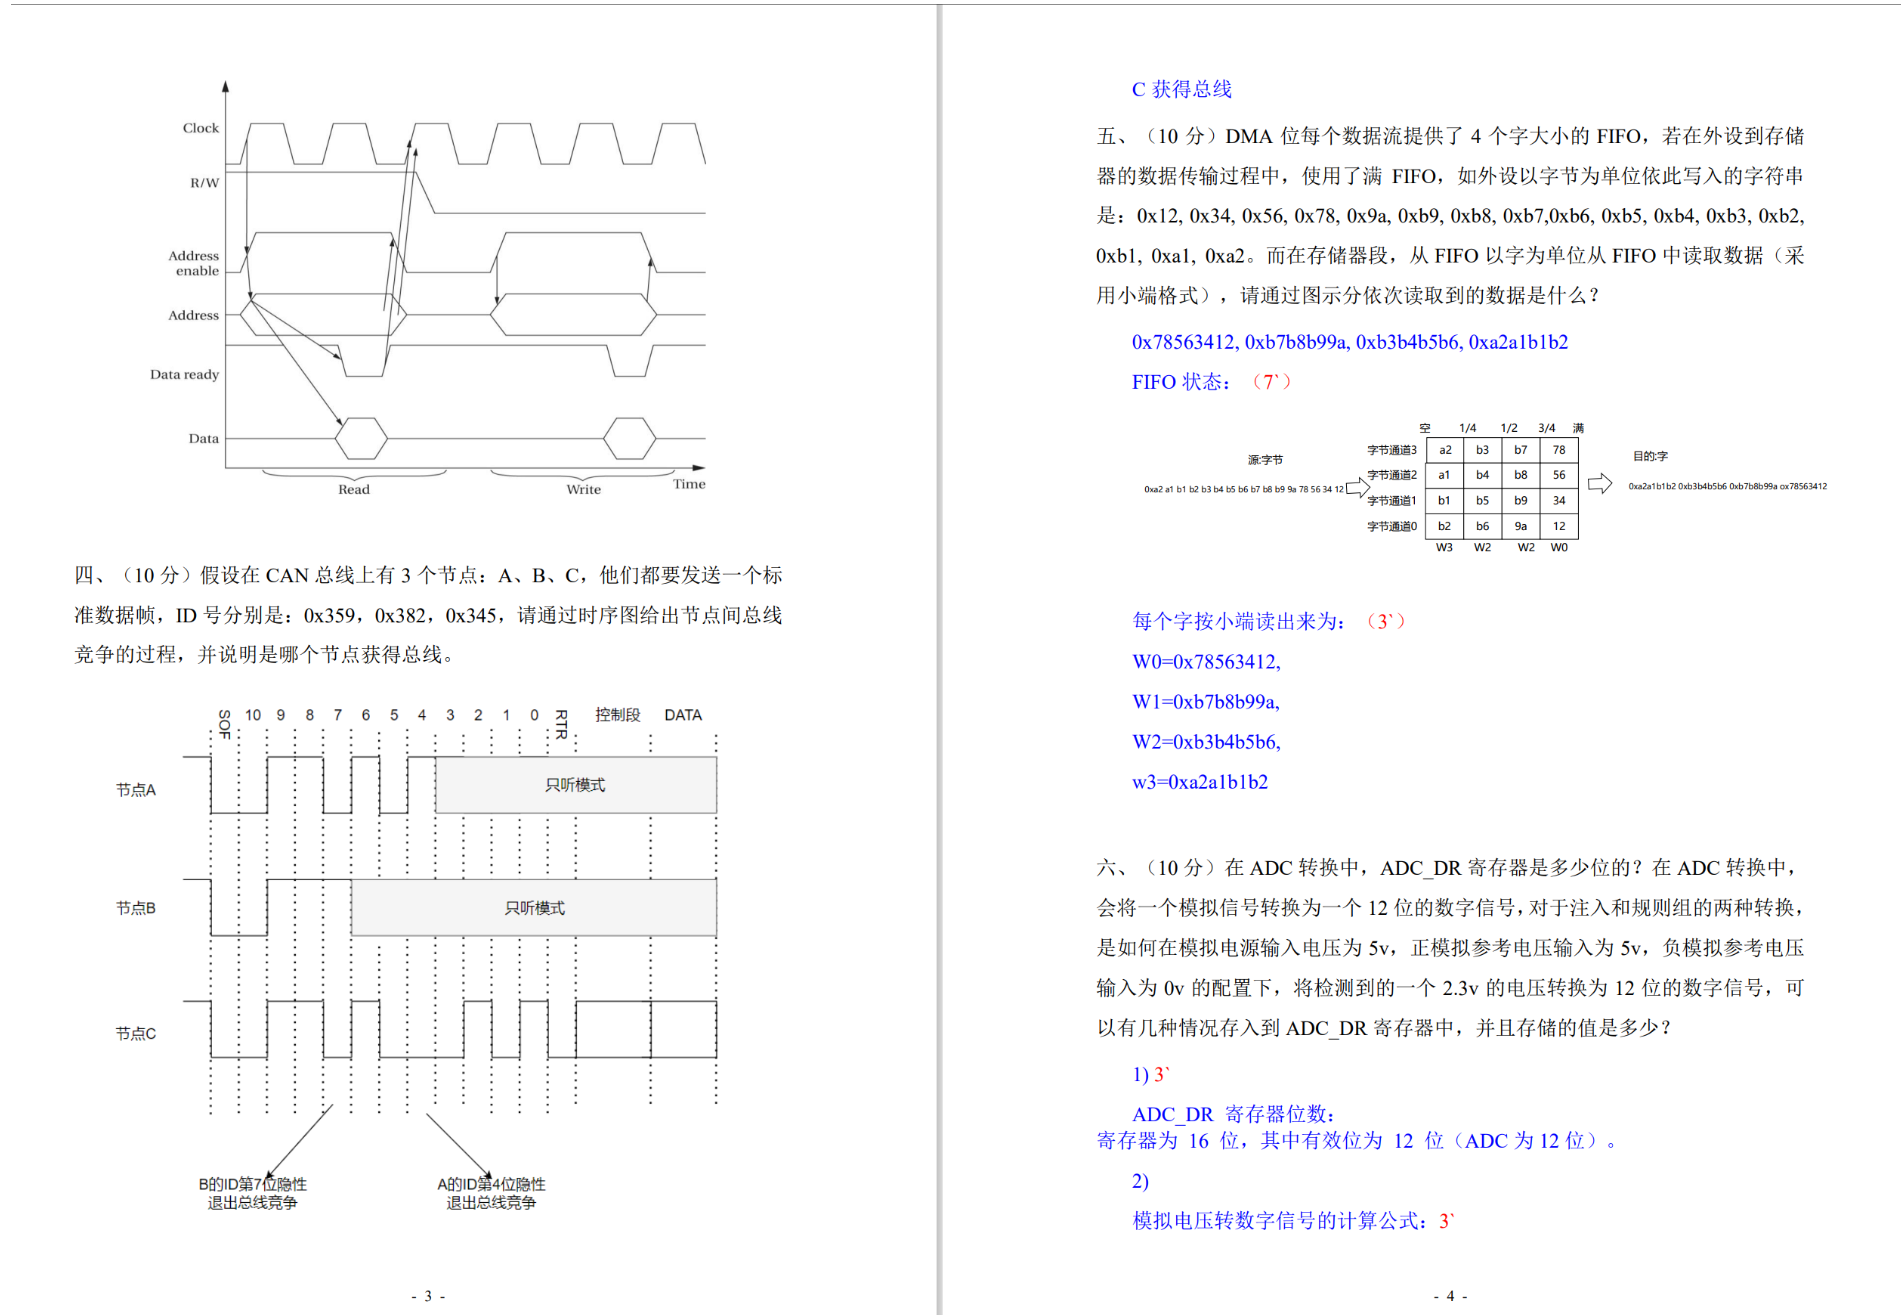 Clock
R/W
Address
enable
Address
Data ready
Data
Read
Write
Time
四、（10 分）假设在 CAN 总线上有 3 个节点：A、B、C，他们都要发送一个标
准数据帧，ID 号分别是：0x359，0x382，0x345，请通过时序图给出节点间总线
竞争的过程，并说明是哪个节点获得总线。
SOF 10 9 8 7 6 5 4 3 2 1 0 RTR 控制段 DATA
节点A
只听模式
节点B
只听模式
节点C
B的ID第7位隐性
退出总线竞争
A的ID第4位隐性
退出总线竞争
- 3 -
C 获得总线
五、（10 分）DMA 位每个数据流提供了 4 个字大小的 FIFO，若在外设到存储
器的数据传输过程中，使用了满 FIFO，如外设以字节为单位依此写入的字符串
是：0x12, 0x34, 0x56, 0x78, 0x9a, 0xb9, 0xb8, 0xb7,0xb6, 0xb5, 0xb4, 0xb3, 0xb2,
0xb1, 0xa1, 0xa2。而在存储器段，从 FIFO 以字为单位从 FIFO 中读取数据（采
用小端格式），请通过图示分依次读取到的数据是什么？
0x78563412, 0xb7b8b99a, 0xb3b4b5b6, 0xa2a1b1b2
FIFO 状态：（7`）
空 1/4 1/2 3/4 满
源:字节
0xa2 a1 b1 b2 b3 b4 b5 b6 b7 b8 b9 9a 78 56 34 12
字节通道3 a2 b3 b7 78
字节通道2 a1 b4 b8 56
字节通道1 b1 b5 b9 34
字节通道0 b2 b6 9a 12
W3 W2 W2 W0
目的:字
0xa2a1b1b2 0xb3b4b5b6 0xb7b8b99a ox78563412
每个字按小端读出来为：（3`）
W0=0x78563412,
W1=0xb7b8b99a,
W2=0xb3b4b5b6,
w3=0xa2a1b1b2
六、（10 分）在 ADC 转换中，ADC_DR 寄存器是多少位的？在 ADC 转换中，
会将一个模拟信号转换为一个 12 位的数字信号，对于注入和规则组的两种转换，
是如何在模拟电源输入电压为 5v，正模拟参考电压输入为 5v，负模拟参考电压
输入为 0v 的配置下，将检测到的一个 2.3v 的电压转换为 12 位的数字信号，可
以有几种情况存入到 ADC_DR 寄存器中，并且存储的值是多少？
1) 3`
ADC_DR 寄存器位数：
寄存器为 16 位，其中有效位为 12 位（ADC 为 12 位）。
2)
模拟电压转数字信号的计算公式：3`
- 4 -